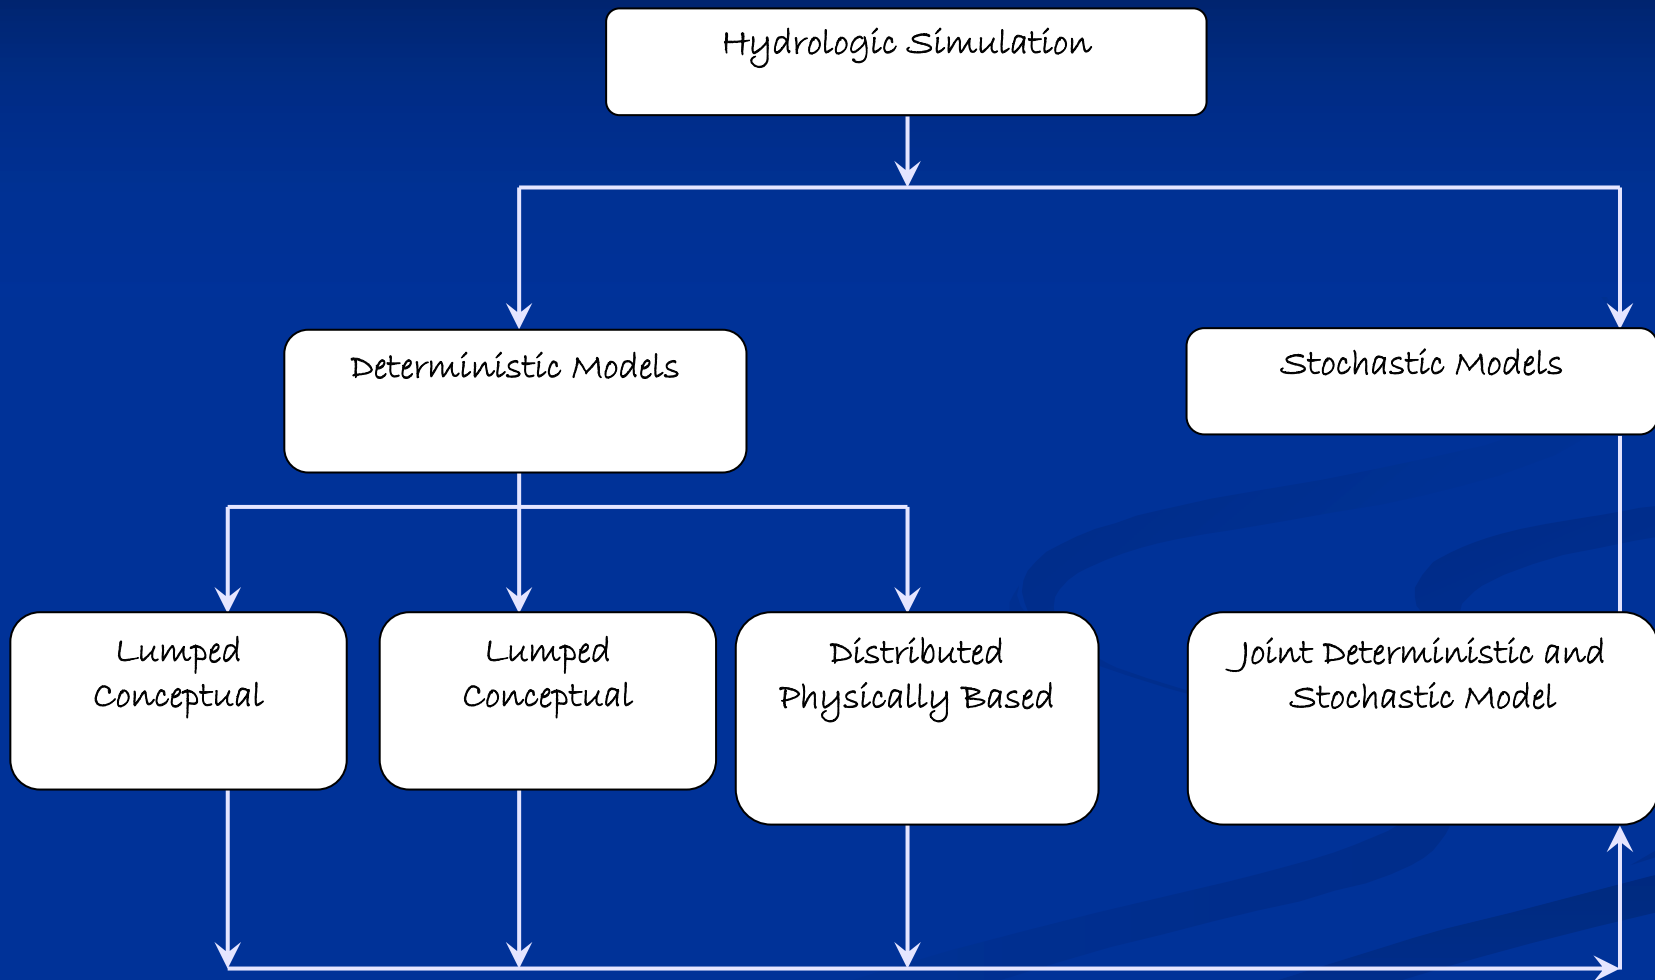 Hydrologic Simulation
Deterministic Models
Stochastic Models
Lumped
Conceptual
Lumped
Conceptual
Distributed
Physically Based
Joint Deterministic and
Stochastic Model